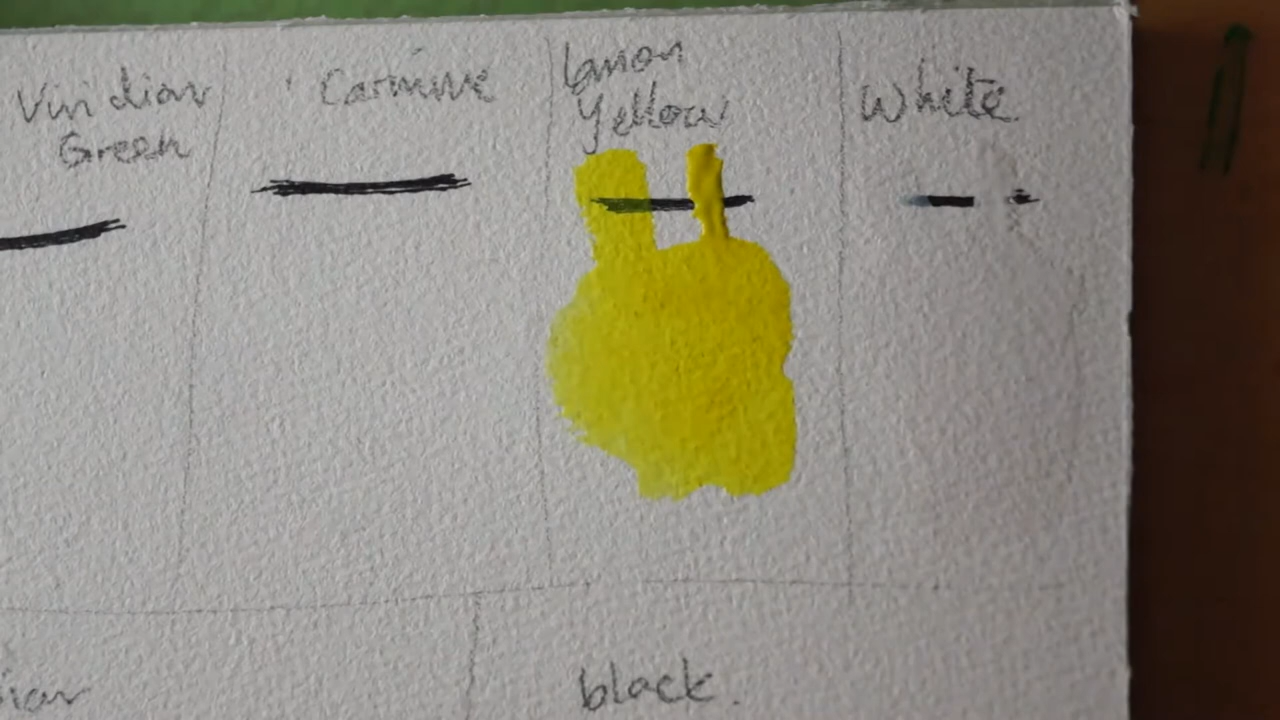 Viridian
Green
Carmine
Lemon
Yellow
White
black.